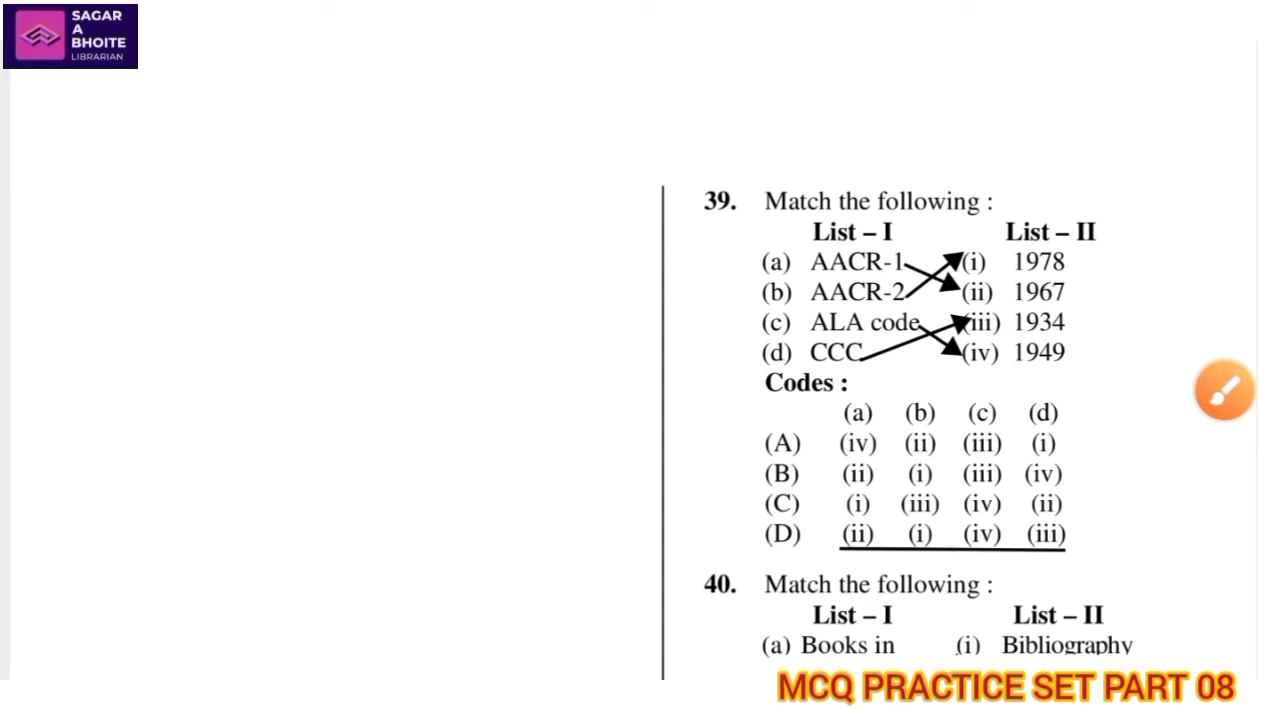 SAGAR
A
BHOITE
LIBRARIAN
39. Match the following :
List – I List – II
(a) AACR-1 (i) 1978
(b) AACR-2 (ii) 1967
(c) ALA code (iii) 1934
(d) CCC (iv) 1949
Codes :
(a) (b) (c) (d)
(A) (iv) (ii) (iii) (i)
(B) (ii) (i) (iii) (iv)
(C) (i) (iii) (iv) (ii)
(D) (ii) (i) (iv) (iii)
40. Match the following :
List – I List – II
(a) Books in (i) Bibliography
MCQ PRACTICE SET PART 08